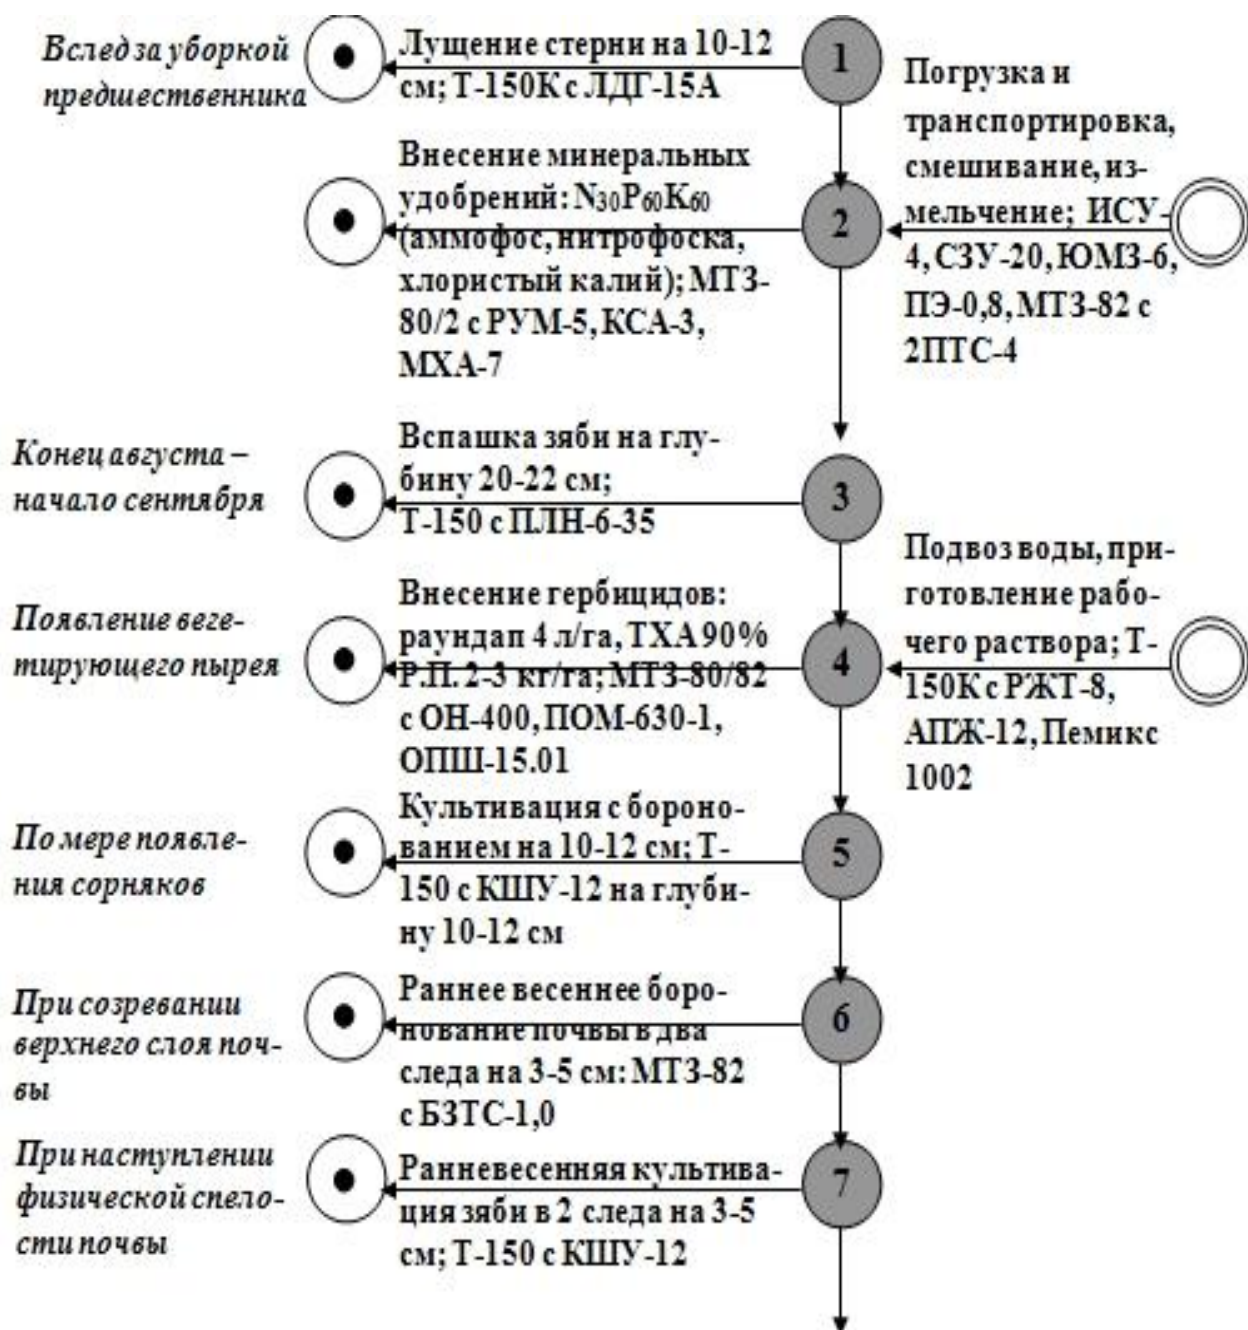 Вслед за уборкой
предшественника
Лущение стерни на 10-12
см; Т-150К с ЛДГ-15А
1
Погрузка и
транспортировка,
смешивание, из-
мельчение; ИСУ-
4, СЗУ-20, ЮМЗ-6,
ПЭ-0,8, МТЗ-82 с
2ПТС-4
Внесение минеральных
удобрений: N30P60K60
(аммофос, нитрофоска,
хлористый калий); МТЗ-
80/2 с РУМ-5, КСА-3,
МХА-7
2
Конец августа –
начало сентября
Вспашка зяби на глу-
бину 20-22 см;
Т-150 с ПЛН-6-35
3
Появление веге-
тирующего пырея
Внесение гербицидов:
раундап 4 л/га, ТХА 90%
Р.П. 2-3 кг/га; МТЗ-80/82
с ОН-400, ПОМ-630-1,
ОПШ-15.01
4
Подвоз воды, при-
готовление рабо-
чего раствора; Т-
150К с РЖТ-8,
АПЖ-12, Пемикс
1002
По мере появле-
ния сорняков
Культивация с бороно-
ванием на 10-12 см; Т-
150 с КШУ-12 на глуби-
ну 10-12 см
5
При созревании
верхнего слоя поч-
вы
Раннее весеннее боро-
нование почвы в два
следа на 3-5 см: МТЗ-82
с БЗТС-1,0
6
При наступлении
физической спело-
сти почвы
Ранневесенняя культива-
ция зяби в 2 следа на 3-5
см; Т-150 с КШУ-12
7